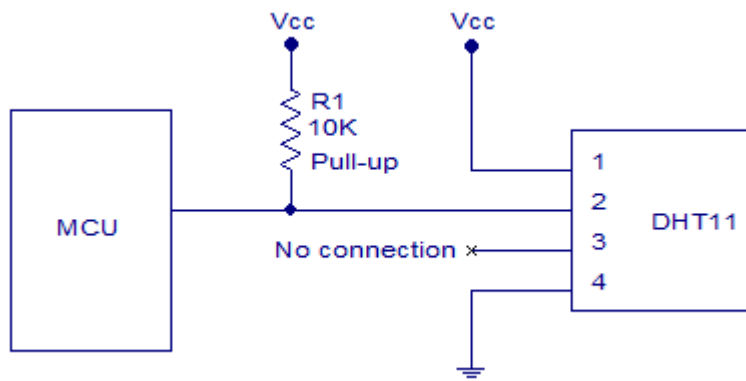 Vcc
Vcc
R1
10K
Pull-up
MCU
No connection
1
2
3
4
DHT11